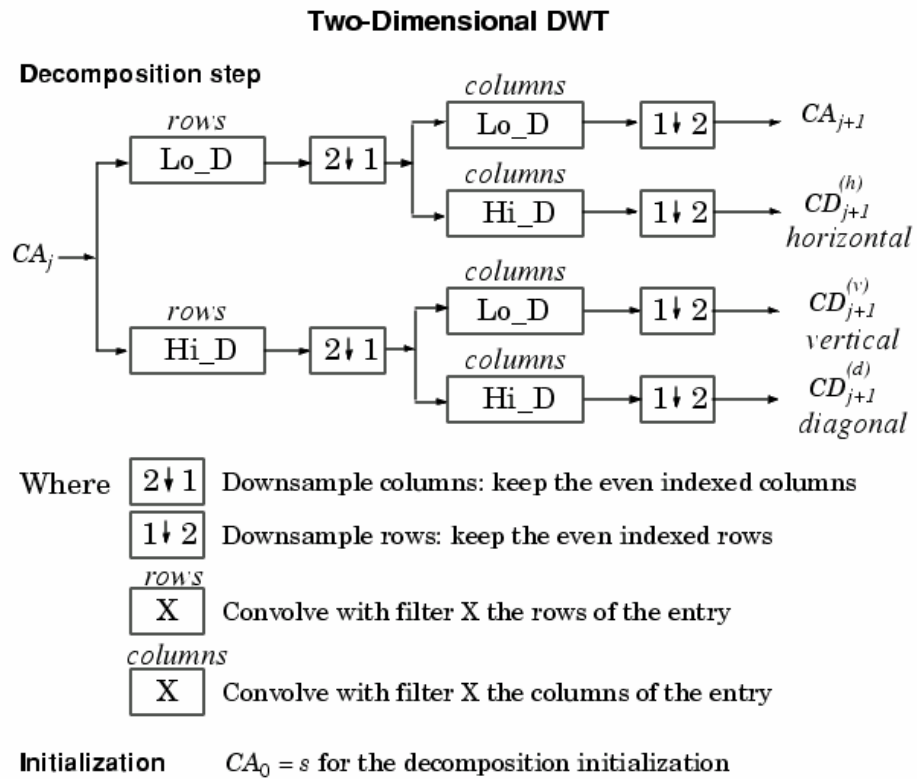 Two-Dimensional DWT
Decomposition step
columns
rows
Lo_D
1↓2
CA_{j+1}
Lo_D
2↓1
columns
Hi_D
1↓2
CD_{j+1}^{(h)}
horizontal
CA_j
columns
rows
Lo_D
1↓2
CD_{j+1}^{(v)}
vertical
Hi_D
2↓1
columns
Hi_D
1↓2
CD_{j+1}^{(d)}
diagonal
Where 2↓1 Downsample columns: keep the even indexed columns
1↓2 Downsample rows: keep the even indexed rows
rows
X Convolve with filter X the rows of the entry
columns
X Convolve with filter X the columns of the entry
Initialization CA_0 = s for the decomposition initialization